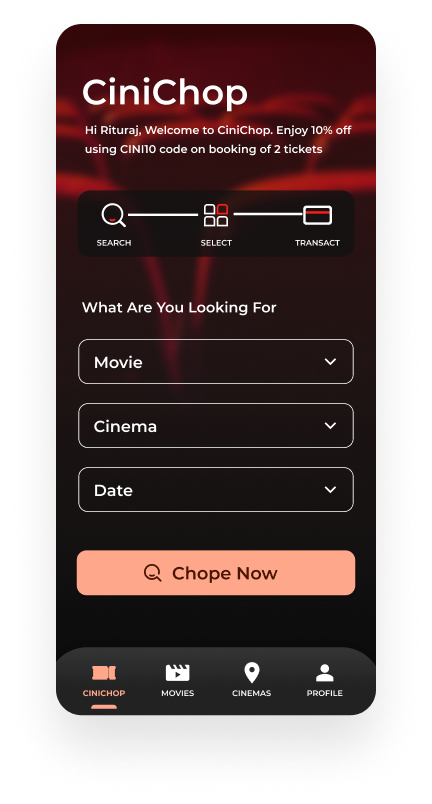 CiniChop
Hi Rituraj, Welcome to CiniChop. Enjoy 10% off
using CINI10 code on booking of 2 tickets
SEARCH SELECT TRANSACT
What Are You Looking For
Movie
Cinema
Date
Chope Now
CINICHOP MOVIES CINEMAS PROFILE